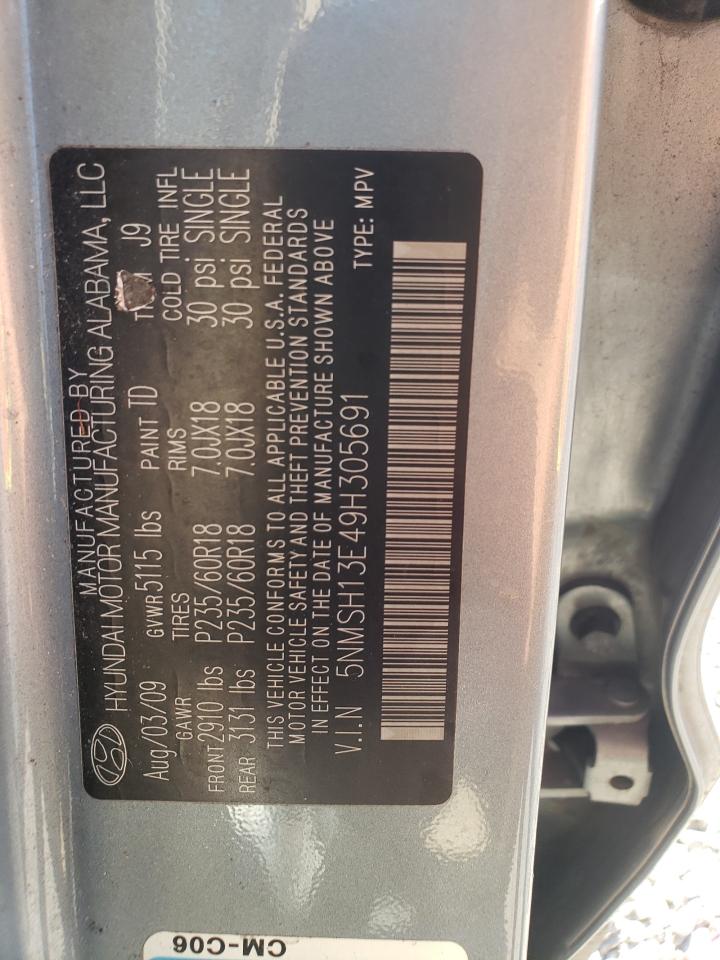 MANUFACTURED BY
HYUNDAI MOTOR MANUFACTURING ALABAMA, LLC
Aug/03/09 GVWR 5115 lbs PAINT TD J9
GAWR TIRES RIMS COLD TIRE INFL
FRONT 2910 lbs P235/60R18 7.0JX18 30 psi SINGLE
REAR 3131 lbs P235/60R18 7.0JX18 30 psi SINGLE
THIS VEHICLE CONFORMS TO ALL APPLICABLE U.S.A. FEDERAL
MOTOR VEHICLE SAFETY AND THEFT PREVENTION STANDARDS
IN EFFECT ON THE DATE OF MANUFACTURE SHOWN ABOVE
V.I.N 5NMSH13E49H305691 TYPE: MPV
CM-C06